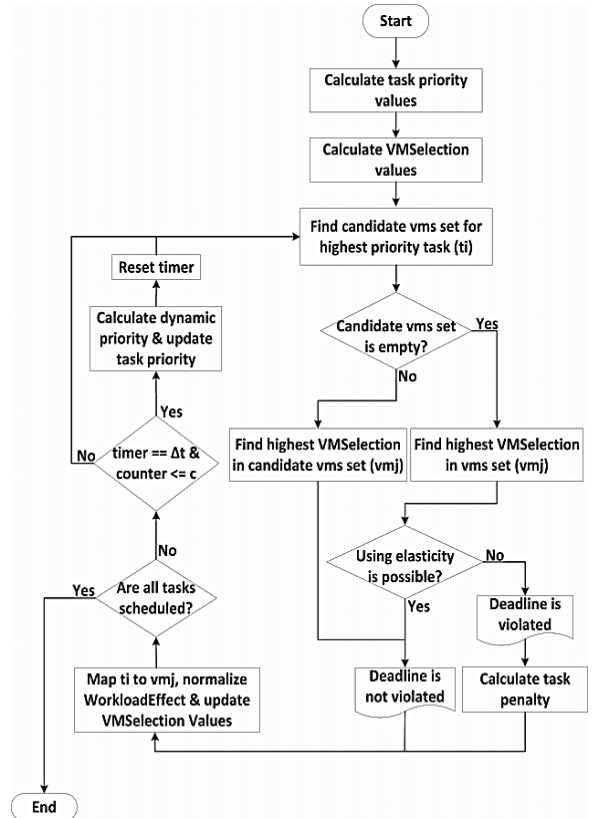 Start
Calculate task priority
values
Calculate VMSelection
values
Find candidate vms set for
highest priority task (ti)
Reset timer
Calculate dynamic
priority & update
task priority
Candidate vms set
is empty?
Yes
No
Yes
No
timer == Δt &
counter <= c
Find highest VMSelection
in candidate vms set (vmj)
Find highest VMSelection
in vms set (vmj)
No
Using elasticity
is possible?
No
Yes
Yes
Are all tasks
scheduled?
Deadline is
violated
Map ti to vmj, normalize
WorkloadEffect & update
VMSelection Values
Deadline is
not violated
Calculate task
penalty
End